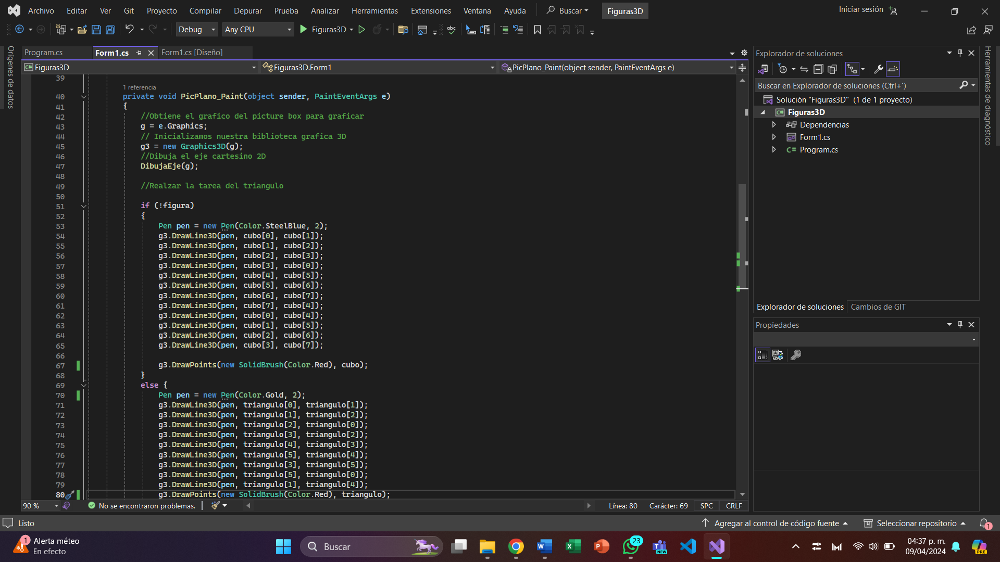 Archivo Editar Ver Git Proyecto Compilar Depurar Prueba Analizar Herramientas Extensiones Ventana Ayuda Buscar Figuras3D Iniciar sesión
Debug Any CPU Figuras3D abc
Orígenes de datos
Program.cs Form1.cs Form1.cs [Diseño]
C# Figuras3D Figuras3D.Form1 PicPlano_Paint(object sender, PaintEventArgs e)
39
1 referencia
40 private void PicPlano_Paint(object sender, PaintEventArgs e)
41 {
42 //Obtiene el grafico del picture box para graficar
43 g = e.Graphics;
44 // Inicializamos nuestra biblioteca grafica 3D
45 g3 = new Graphics3D(g);
46 //Dibuja el eje cartesino 2D
47 DibujaEje(g);
48
49 //Realzar la tarea del triangulo
50
51 if (!figura)
52 {
53 Pen pen = new Pen(Color.SteelBlue, 2);
54 g3.DrawLine3D(pen, cubo[0], cubo[1]);
55 g3.DrawLine3D(pen, cubo[1], cubo[2]);
56 g3.DrawLine3D(pen, cubo[2], cubo[3]);
57 g3.DrawLine3D(pen, cubo[3], cubo[0]);
58 g3.DrawLine3D(pen, cubo[4], cubo[5]);
59 g3.DrawLine3D(pen, cubo[5], cubo[6]);
60 g3.DrawLine3D(pen, cubo[6], cubo[7]);
61 g3.DrawLine3D(pen, cubo[7], cubo[4]);
62 g3.DrawLine3D(pen, cubo[0], cubo[4]);
63 g3.DrawLine3D(pen, cubo[1], cubo[5]);
64 g3.DrawLine3D(pen, cubo[2], cubo[6]);
65 g3.DrawLine3D(pen, cubo[3], cubo[7]);
66
67 g3.DrawPoints(new SolidBrush(Color.Red), cubo);
68 }
69 else {
70 Pen pen = new Pen(Color.Gold, 2);
71 g3.DrawLine3D(pen, triangulo[0], triangulo[1]);
72 g3.DrawLine3D(pen, triangulo[1], triangulo[2]);
73 g3.DrawLine3D(pen, triangulo[2], triangulo[0]);
74 g3.DrawLine3D(pen, triangulo[3], triangulo[2]);
75 g3.DrawLine3D(pen, triangulo[4], triangulo[3]);
76 g3.DrawLine3D(pen, triangulo[5], triangulo[4]);
77 g3.DrawLine3D(pen, triangulo[3], triangulo[5]);
78 g3.DrawLine3D(pen, triangulo[5], triangulo[0]);
79 g3.DrawLine3D(pen, triangulo[1], triangulo[4]);
80 g3.DrawPoints(new SolidBrush(Color.Red), triangulo);
90 % No se encontraron problemas. Línea: 80 Carácter: 69 SPC CRLF
Explorador de soluciones
Buscar en Explorador de soluciones (Ctrl+´)
Solución "Figuras3D" (1 de 1 proyecto)
C# Figuras3D
Dependencias
Form1.cs
C# Program.cs
Explorador de soluciones Cambios de GIT
Propiedades
Herramientas de diagnóstico
Listo Agregar al control de código fuente Seleccionar repositorio 1
1 Alerta méteo
En efecto
Buscar
W X P 23 NEW
04:37 p. m.
09/04/2024
PRE